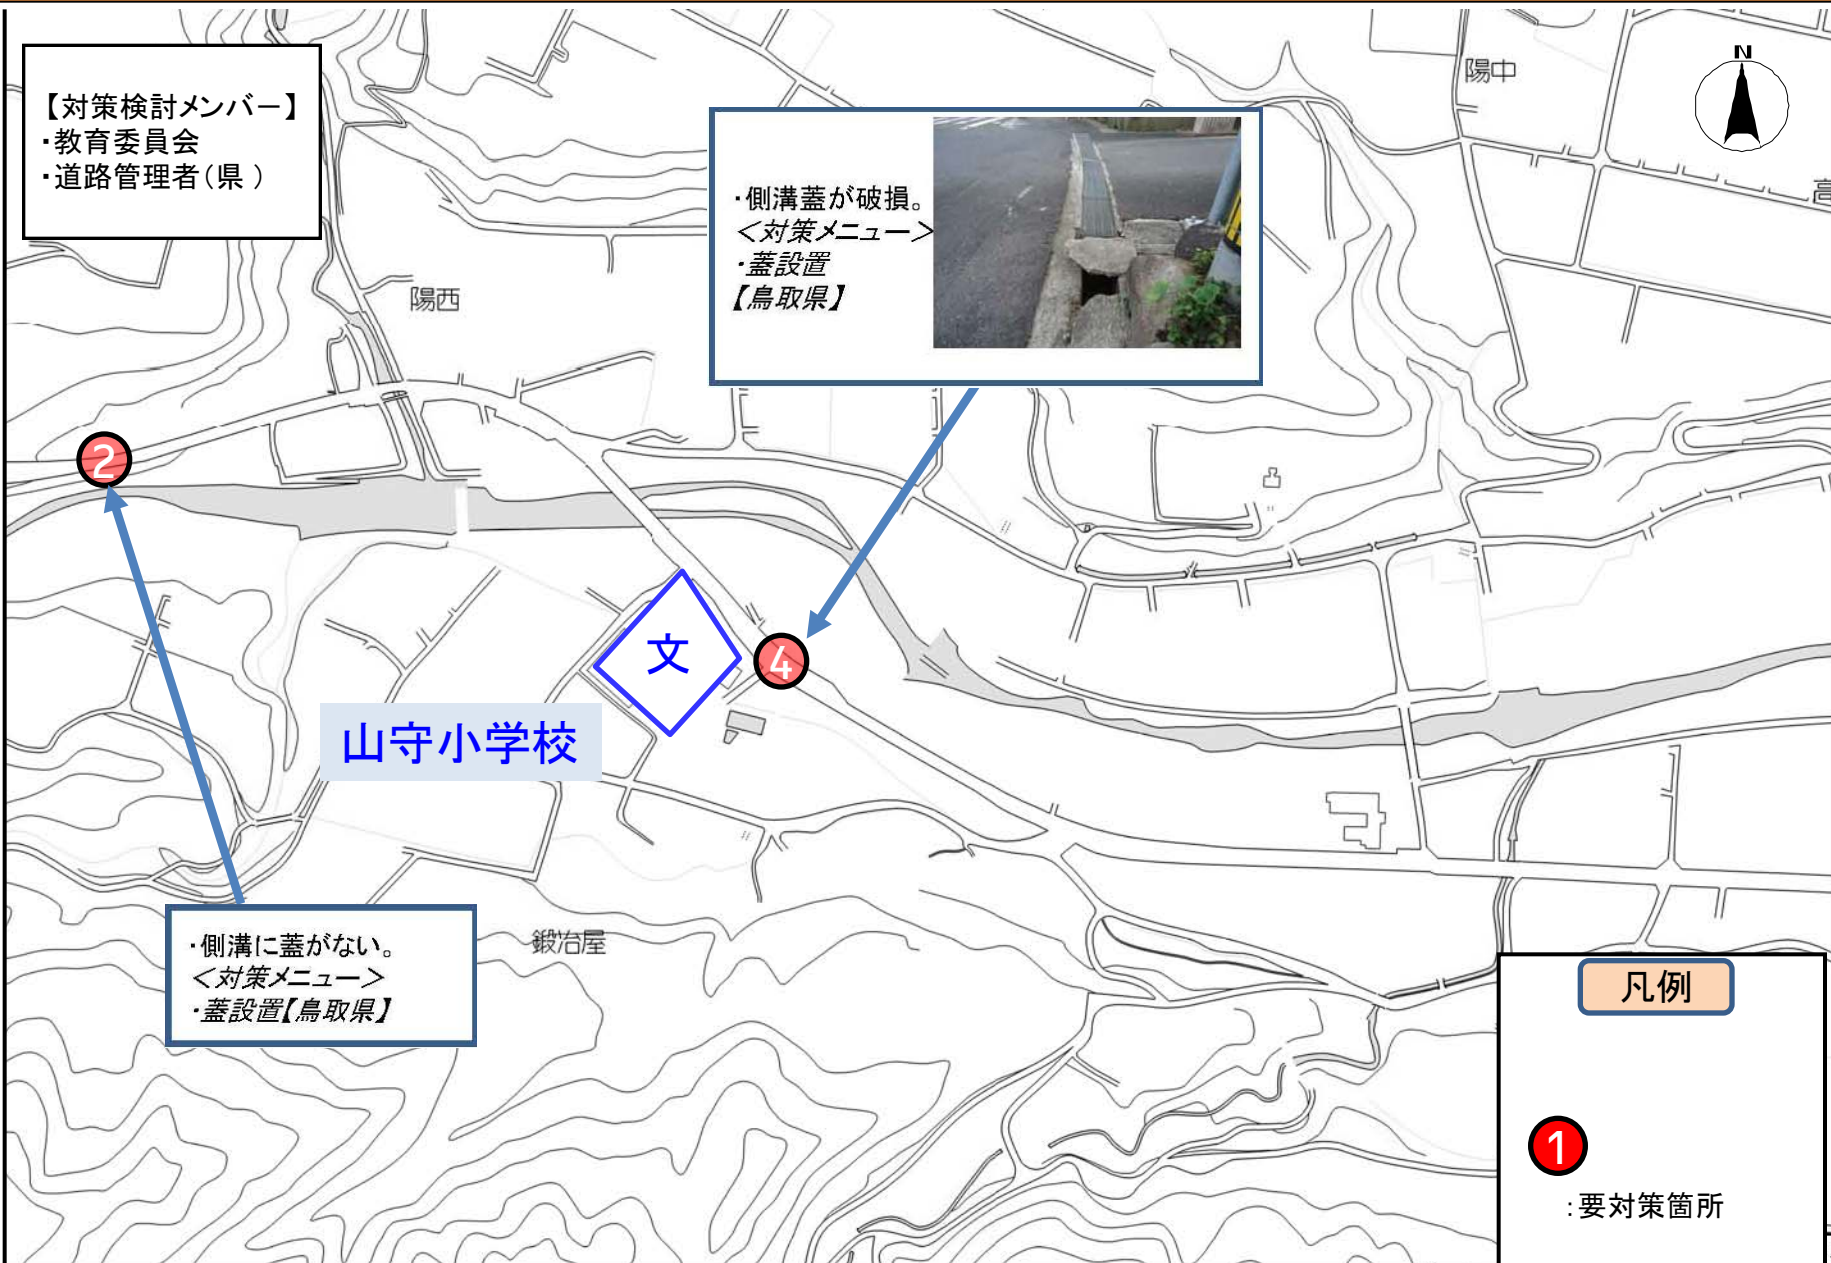 【対策検討メンバー】
・教育委員会
・道路管理者(県 )
陽中
N
・側溝蓋が破損。
<対策メニュー>
・蓋設置
【鳥取県】
高
陽西
2
文
4
山守小学校
・側溝に蓋がない。
<対策メニュー>
・蓋設置【鳥取県】
鍛冶屋
凡例
1
:要対策箇所